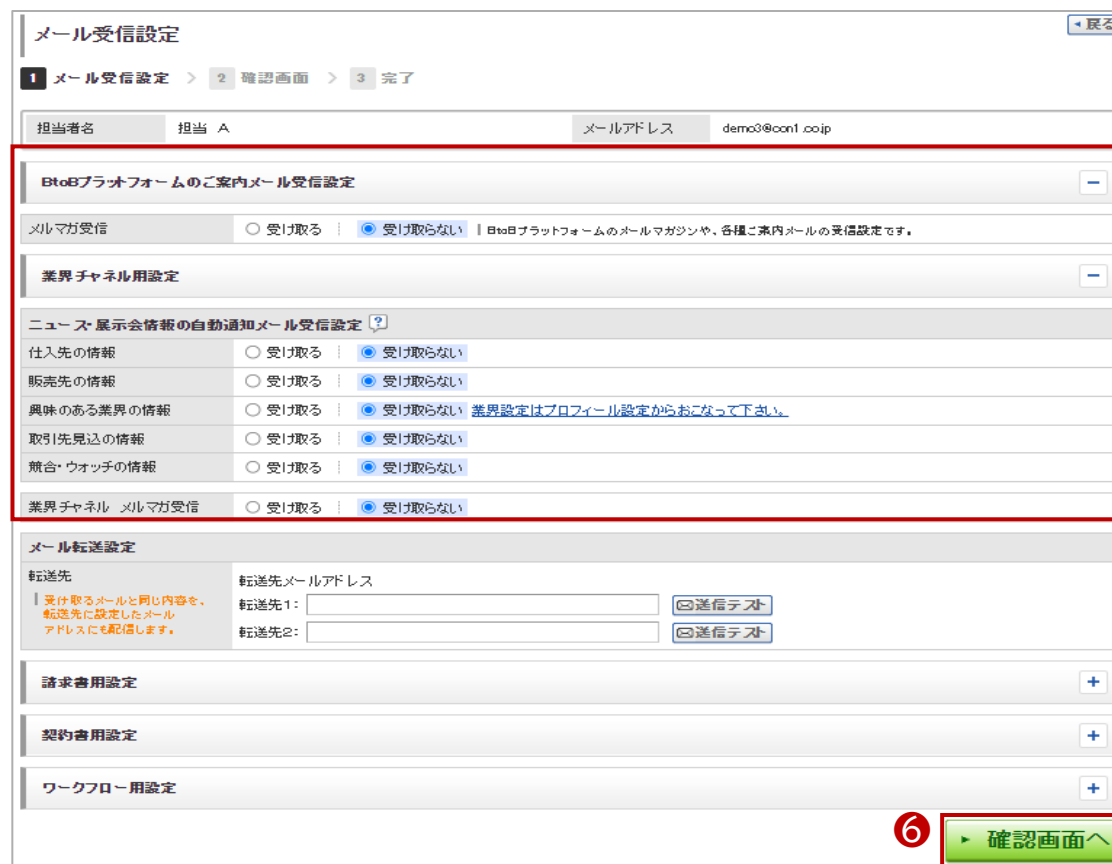 メール受信設定
戻る
1 メール受信設定 > 2 確認画面 > 3 完了
担当者名 担当 A メールアドレス demo3@con1.co.jp
BtoBプラットフォームのご案内メール受信設定
メルマガ受信 受け取る 受け取らない BtoBプラットフォームのメールマガジンや、各種ご案内メールの受信設定です。
業界チャネル用設定
ニュース・展示会情報の自動通知メール受信設定 ?
仕入先の情報 受け取る 受け取らない
販売先の情報 受け取る 受け取らない
興味のある業界の情報 受け取る 受け取らない 業界設定はプロフィール設定からおこなって下さい。
取引先見込の情報 受け取る 受け取らない
競合・ウォッチの情報 受け取る 受け取らない
業界チャネル メルマガ受信 受け取る 受け取らない
メール転送設定
転送先 転送先メールアドレス
受け取るメールと同じ内容を、
転送先に設定したメール
アドレスにも配信します。
転送先1: 送信テスト
転送先2: 送信テスト
請求書用設定
契約書用設定
ワークフロー用設定
6 確認画面へ